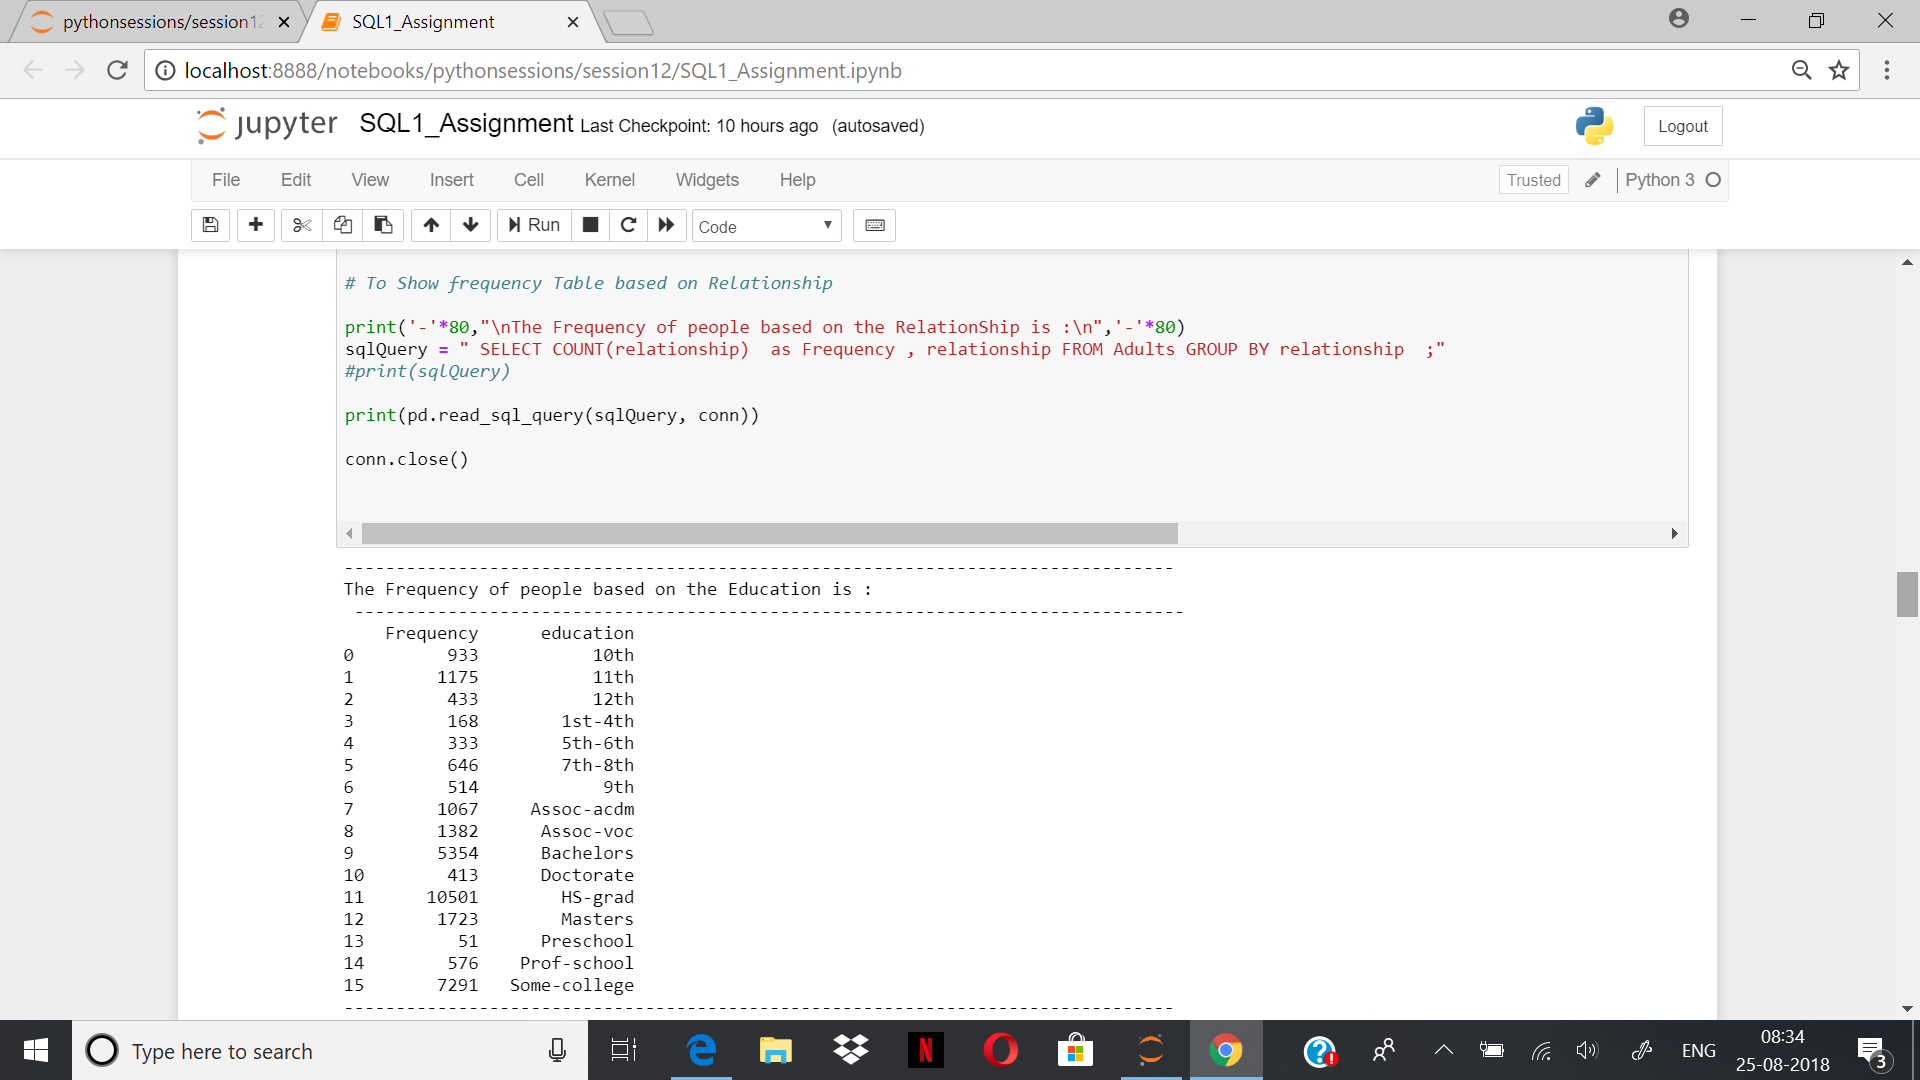 pythonsessions/session12
SQL1_Assignment
localhost:8888/notebooks/pythonsessions/session12/SQL1_Assignment.ipynb
jupyter SQL1_Assignment Last Checkpoint: 10 hours ago (autosaved)
Logout
File Edit View Insert Cell Kernel Widgets Help
Trusted
Python 3
Run
Code
# To Show frequency Table based on Relationship
print('-'*80,"\nThe Frequency of people based on the RelationShip is :\n",'-'*80)
sqlQuery = " SELECT COUNT(relationship)  as Frequency , relationship FROM Adults GROUP BY relationship  ;"
#print(sqlQuery)
print(pd.read_sql_query(sqlQuery, conn))
conn.close()
--------------------------------------------------------------------------------
The Frequency of people based on the Education is :
--------------------------------------------------------------------------------
Frequency education
0 933 10th
1 1175 11th
2 433 12th
3 168 1st-4th
4 333 5th-6th
5 646 7th-8th
6 514 9th
7 1067 Assoc-acdm
8 1382 Assoc-voc
9 5354 Bachelors
10 413 Doctorate
11 10501 HS-grad
12 1723 Masters
13 51 Preschool
14 576 Prof-school
15 7291 Some-college
--------------------------------------------------------------------------------
Type here to search
N
ENG
08:34
25-08-2018
3